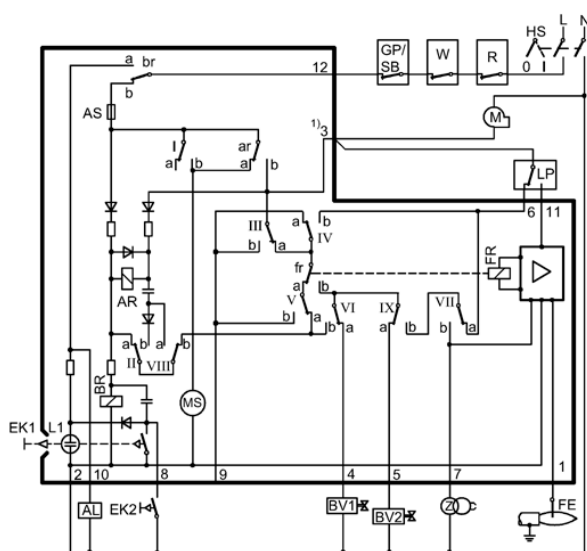 L N
HS
GP/ SB W R
0 I
a br 12
b
AS
M
1) 3
I ar
a b a b
LP
6 11
III IV b
b a a
fr FR
AR
a b
V VI IX VII
b a b a a b b a
a b a b
II VIII
BR
MS
EK1 L1
2 10 8 9 4 5 7 1
AL EK2 BV1 BV2 Z FE